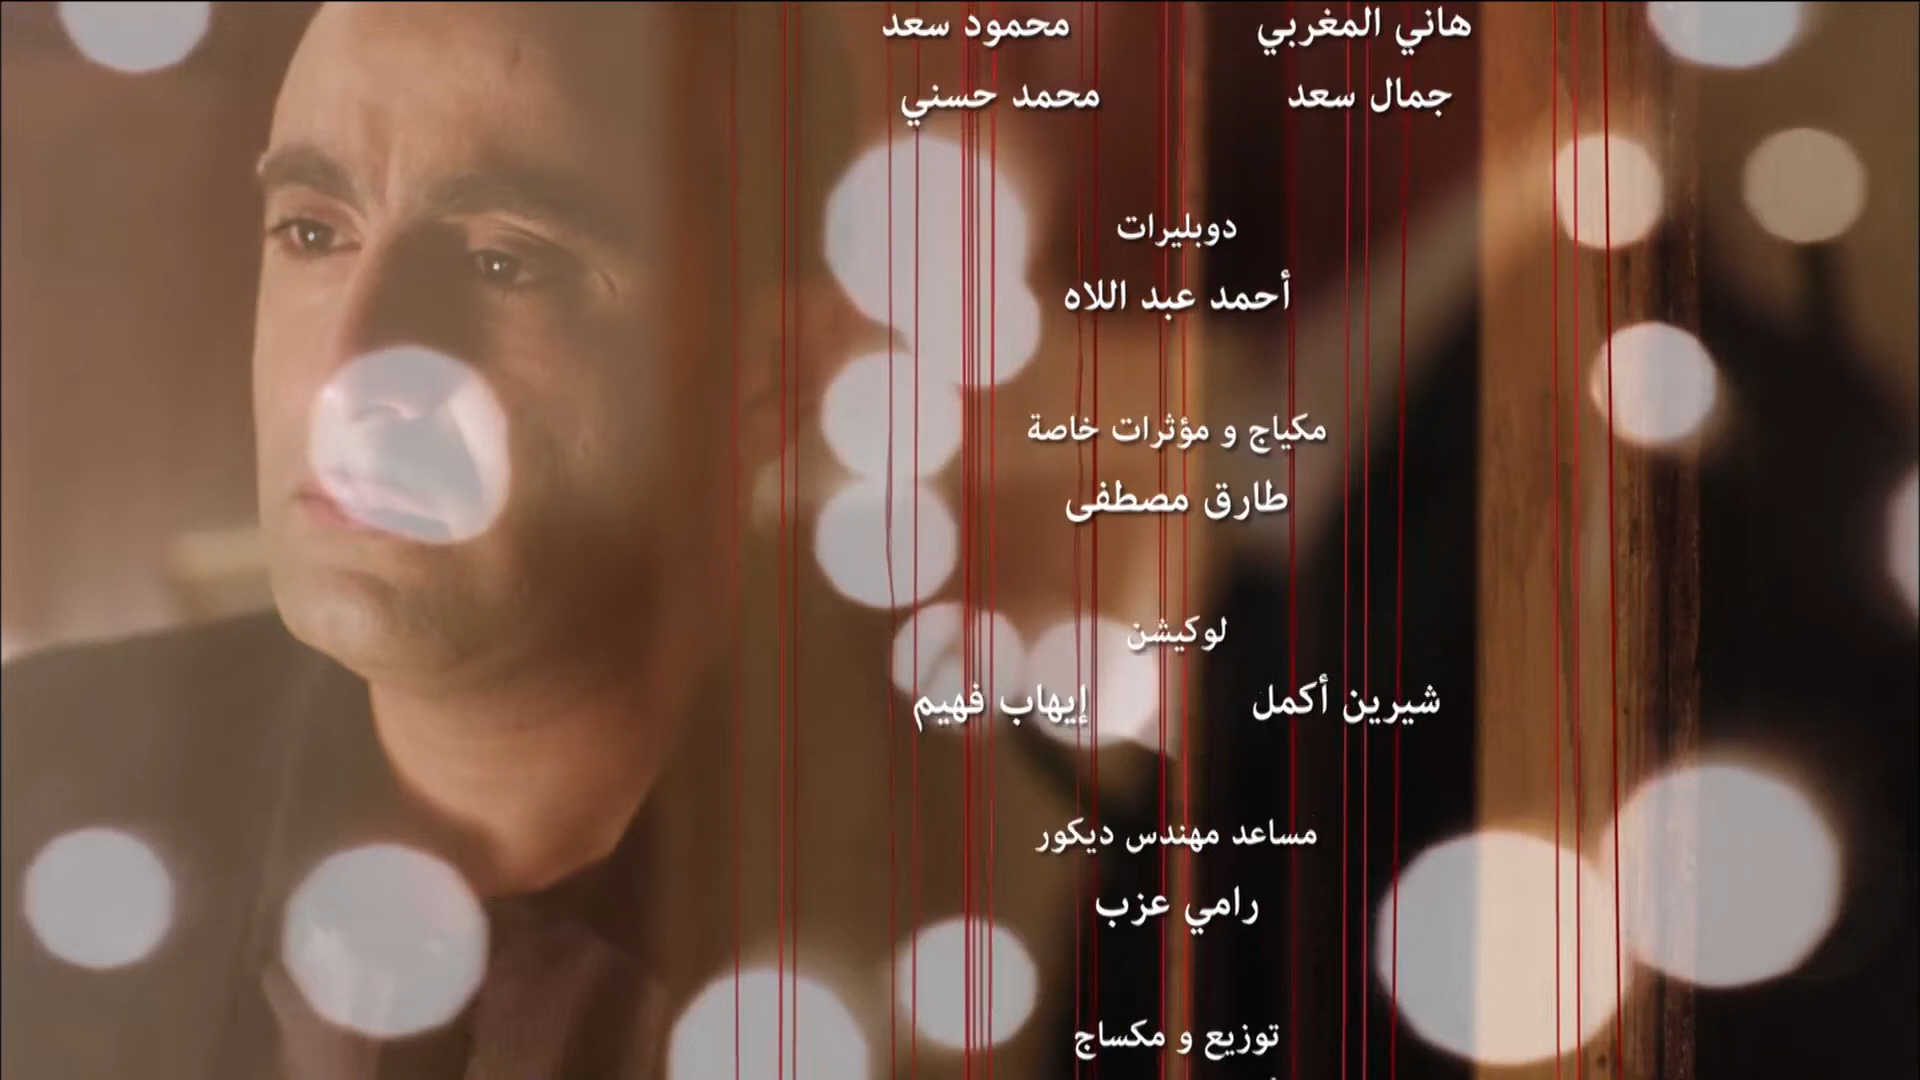 هاني المغربي محمود سعد
جمال سعد محمد حسني
دوبليرات
أحمد عبد اللاه
مكياج و مؤثرات خاصة
طارق مصطفى
لوكيشن
شيرين أكمل إيهاب فهيم
مساعد مهندس ديكور
رامي عزب
توزيع و مكساج